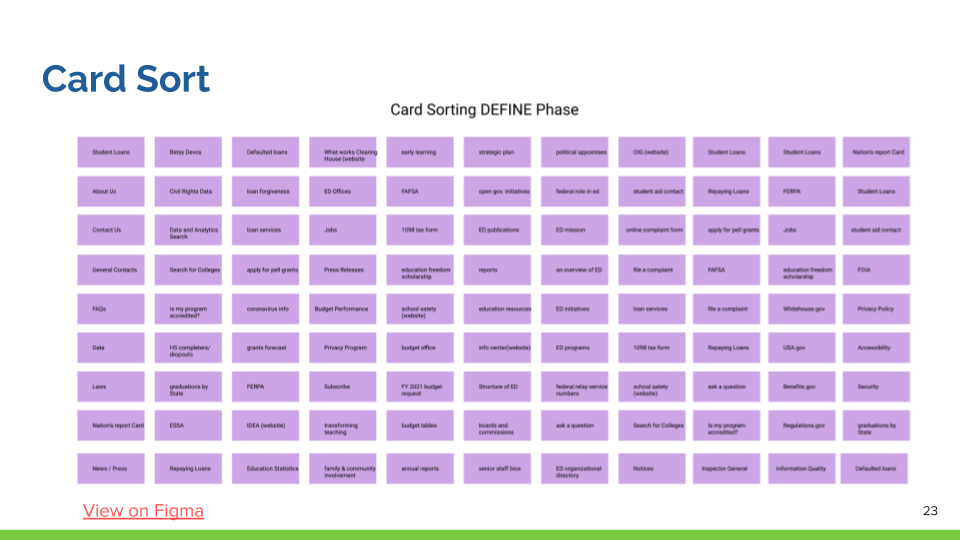 Card Sort
Card Sorting DEFINE Phase
Student Loans
Betsy Devos
Defaulted loans
What works Clearing
House (website
early learning
strategic plan
political appointees
OIG (website)
Student Loans
Student Loans
Nation's report Card
About Us
Civil Rights Data
loan forgiveness
ED Offices
FAFSA
open gov. initiatives
federal role in ed
student aid contact
Repaying Loans
FERPA
Student Loans
Contact Us
Data and Analytics
Search
loan services
Jobs
1098 tax form
ED publications
ED mission
online complaint form
apply for pell grants
Jobs
student aid contact
General Contacts
Search for Colleges
apply for pell grants
Press Releases
education freedom
scholarship
reports
an overview of ED
file a complaint
FAFSA
education freedom
scholarship
FOIA
FAQs
Is my program
accredited?
coronavirus info
Budget Performance
school satety
(website)
education resources
ED initiatives
loan services
file a complaint
Whitehouse.gov
Privacy Policy
Data
HS completers/
dropouts
grants forecast
Privacy Program
budget office
info center(website)
ED programs
1098 tax form
Repaying Loans
USA.gov
Accessibility
Laws
graduations by
State
FERPA
Subscribe
FY 2021 budget
request
Structure of ED
federal relay service
numbers
school satety
(website)
ask a question
Benefits.gov
Security
Nation's report Card
ESSA
IDEA (website)
transforming
teaching
budget tables
boards and
commissions
ask a question
Search for Colleges
Is my program
accredited?
Regulations.gov
graduations by
State
News / Press
Repaying Loans
Education Statistics
family & community
involvement
annual reports
senior staff bios
ED organizational
directory
Notices
Inspector General
Information Quality
Defaulted loans
View on Figma
23